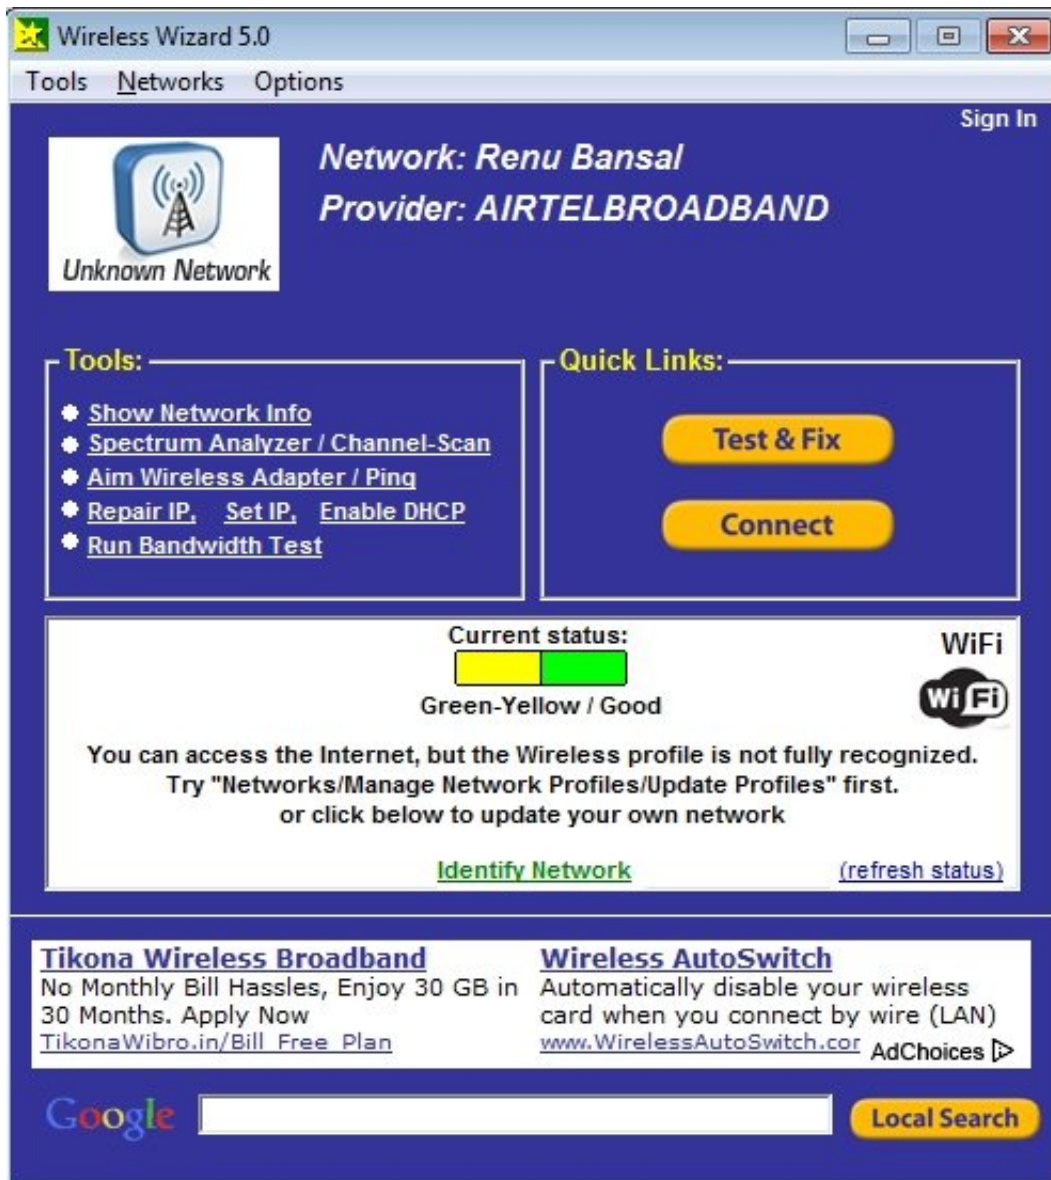 Wireless Wizard 5.0
Tools Networks Options
Sign In
Network: Renu Bansal
Provider: AIRTELBROADBAND
Unknown Network
Tools:
Show Network Info
Spectrum Analyzer / Channel-Scan
Aim Wireless Adapter / Ping
Repair IP, Set IP, Enable DHCP
Run Bandwidth Test
Quick Links:
Test & Fix
Connect
Current status:
Green-Yellow / Good
WiFi
Wi Fi
You can access the Internet, but the Wireless profile is not fully recognized.
Try "Networks/Manage Network Profiles/Update Profiles" first.
or click below to update your own network
Identify Network
(refresh status)
Tikona Wireless Broadband
No Monthly Bill Hassles, Enjoy 30 GB in
30 Months. Apply Now
TikonaWibro.in/Bill_Free_Plan
Wireless AutoSwitch
Automatically disable your wireless
card when you connect by wire (LAN)
www.WirelessAutoSwitch.cor
AdChoices
Google
Local Search